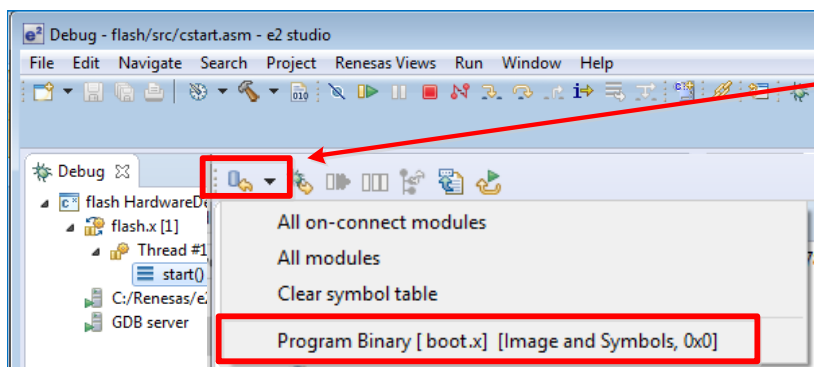 Debug - flash/src/cstart.asm - e2 studio
File Edit Navigate Search Project Renesas Views Run Window Help
Debug
flash HardwareDe
flash.x [1]
Thread #1
start()
C:/Renesas/e
GDB server
All on-connect modules
All modules
Clear symbol table
Program Binary [ boot.x] [Image and Symbols, 0x0]